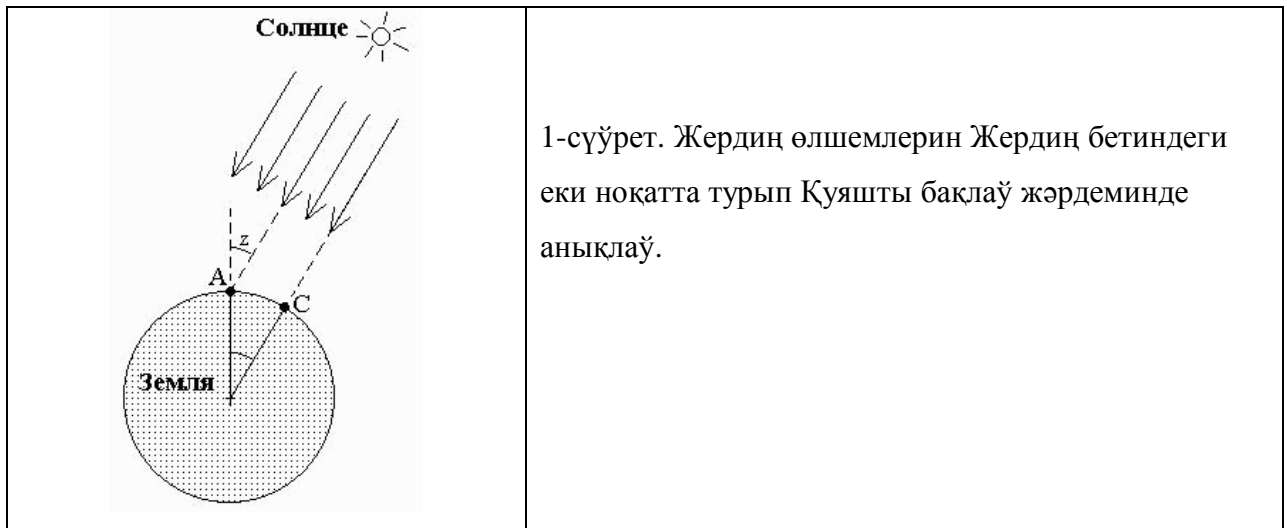 Солнце
z
A
C
Земля
1-сүўрет. Жердиң өлшемлерин Жердиң бетиндеги
еки ноқатта турып Қуяшты бақлаў жәрдеминде
анықлаў.